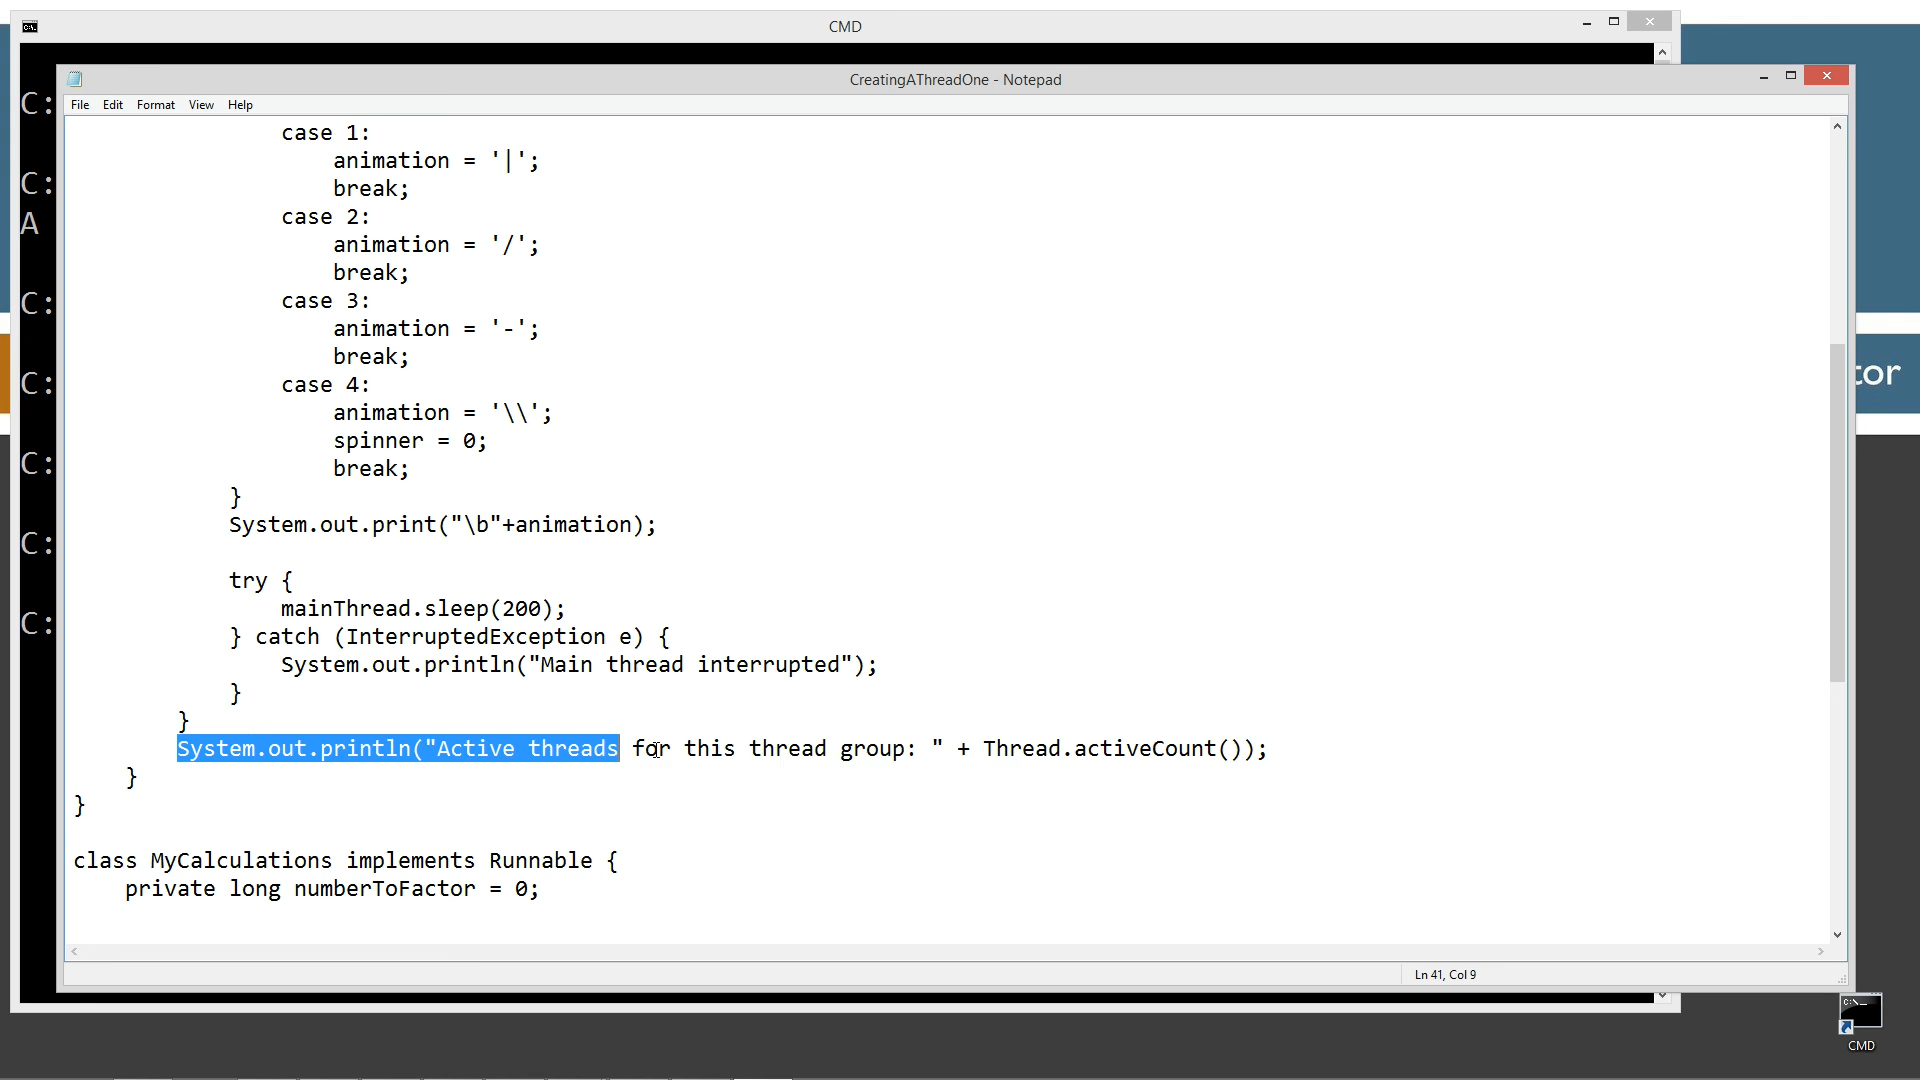 CMD
CreatingAThreadOne - Notepad
File Edit Format View Help
case 1:
animation = '|';
break;
case 2:
animation = '/';
break;
case 3:
animation = '-';
break;
case 4:
animation = '\\';
spinner = 0;
break;
}
System.out.print("\b"+animation);
try {
mainThread.sleep(200);
} catch (InterruptedException e) {
System.out.println("Main thread interrupted");
}
}
System.out.println("Active threads for this thread group: " + Thread.activeCount());
}
}
class MyCalculations implements Runnable {
private long numberToFactor = 0;
Ln 41, Col 9
C:
C:
A
C:
C:
C:
C:
C:
tor
CMD